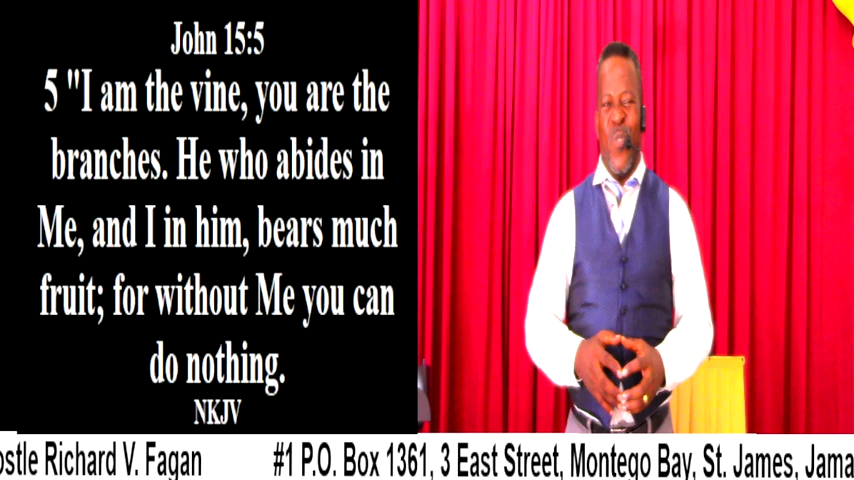 John 15:5
5 "I am the vine, you are the
branches. He who abides in
Me, and I in him, bears much
fruit; for without Me you can
do nothing.
NKJV
ostle Richard V. Fagan #1 P.O. Box 1361, 3 East Street, Montego Bay, St. James, Jama